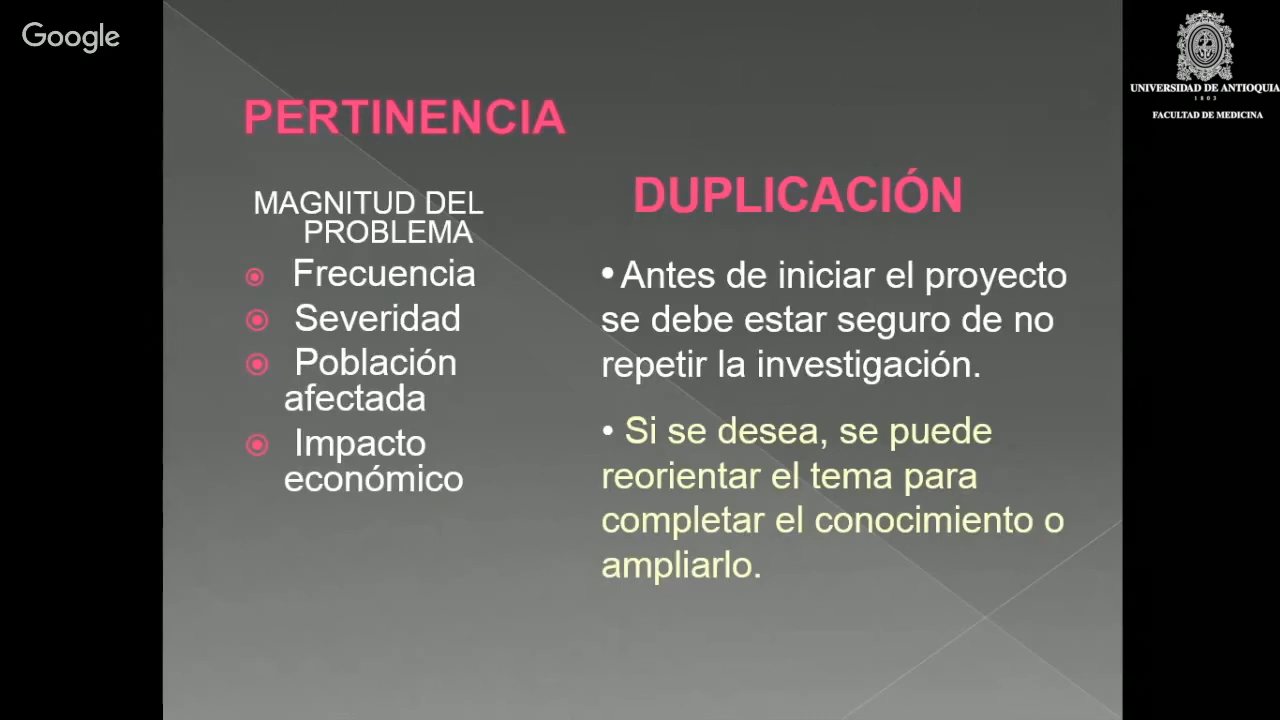 Google
PERTINENCIA
MAGNITUD DEL
PROBLEMA
Frecuencia
Severidad
Población
afectada
Impacto
económico
DUPLICACIÓN
• Antes de iniciar el proyecto
se debe estar seguro de no
repetir la investigación.
• Si se desea, se puede
reorientar el tema para
completar el conocimiento o
ampliarlo.
UNIVERSIDAD DE ANTIOQUIA
1803
FACULTAD DE MEDICINA